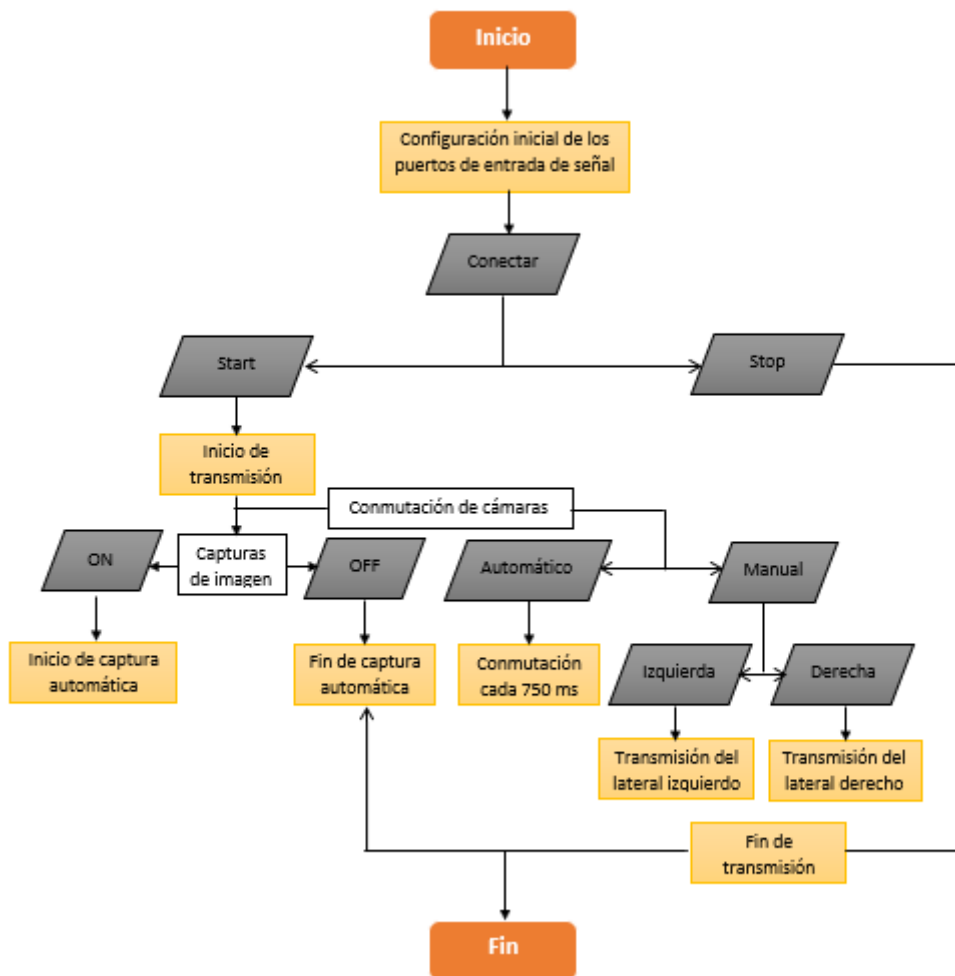 Inicio
Configuración inicial de los
puertos de entrada de señal
Conectar
Start
Stop
Inicio de
transmisión
Conmutación de cámaras
ON
Capturas
de imagen
OFF
Automático
Manual
Inicio de captura
automática
Fin de captura
automática
Conmutación
cada 750 ms
Izquierda
Derecha
Transmisión del
lateral izquierdo
Transmisión del
lateral derecho
Fin de
transmisión
Fin